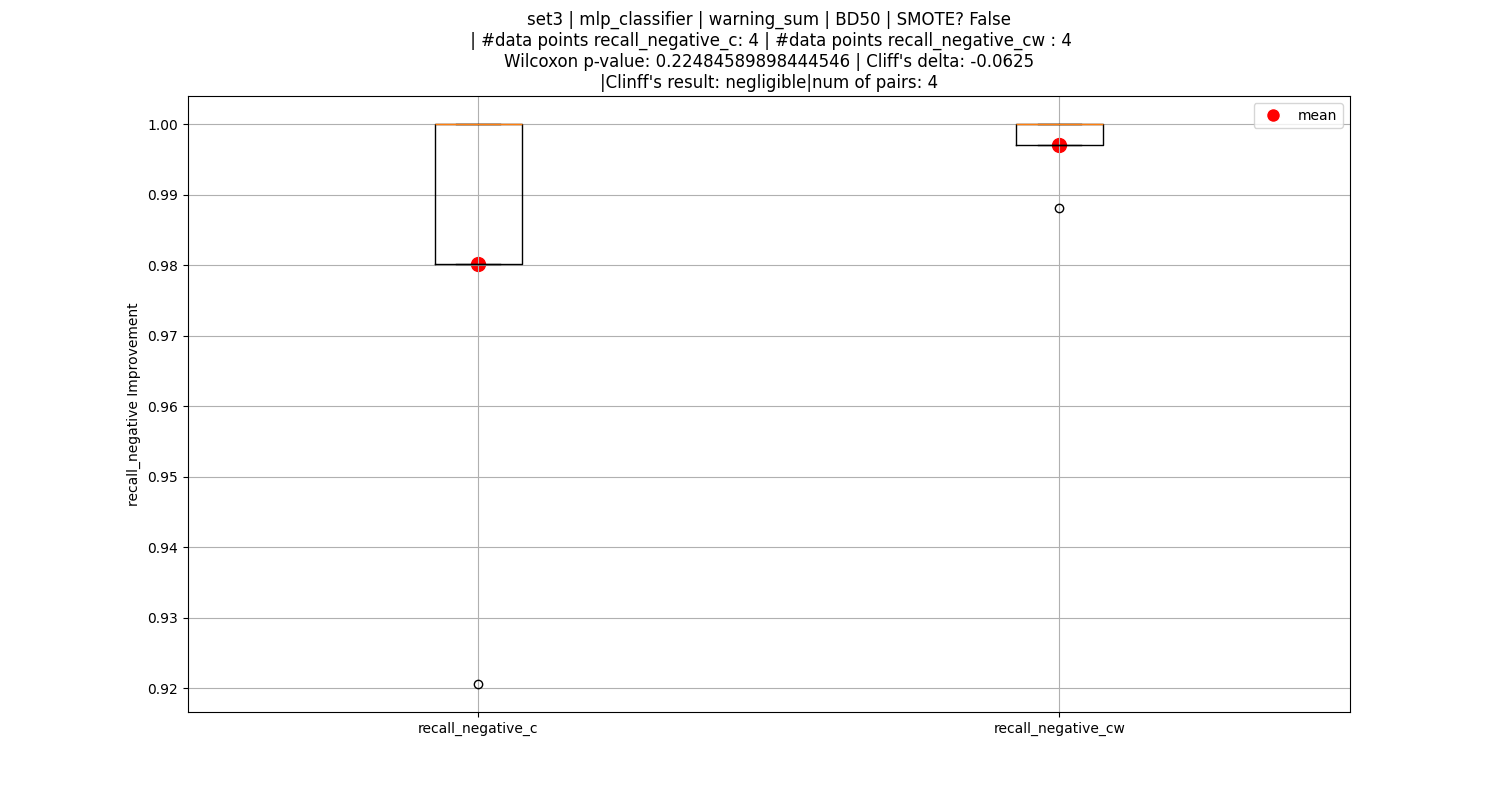 set3 | mlp_classifier | warning_sum | BD50 | SMOTE? False
| #data points recall_negative_c: 4 | #data points recall_negative_cw : 4
Wilcoxon p-value: 0.22484589898444546 | Cliff's delta: -0.0625
|Clinff's result: negligible|num of pairs: 4
mean
1.00
0.99
0.98
0.97
0.96
0.95
0.94
0.93
0.92
recall_negative Improvement
recall_negative_c
recall_negative_cw